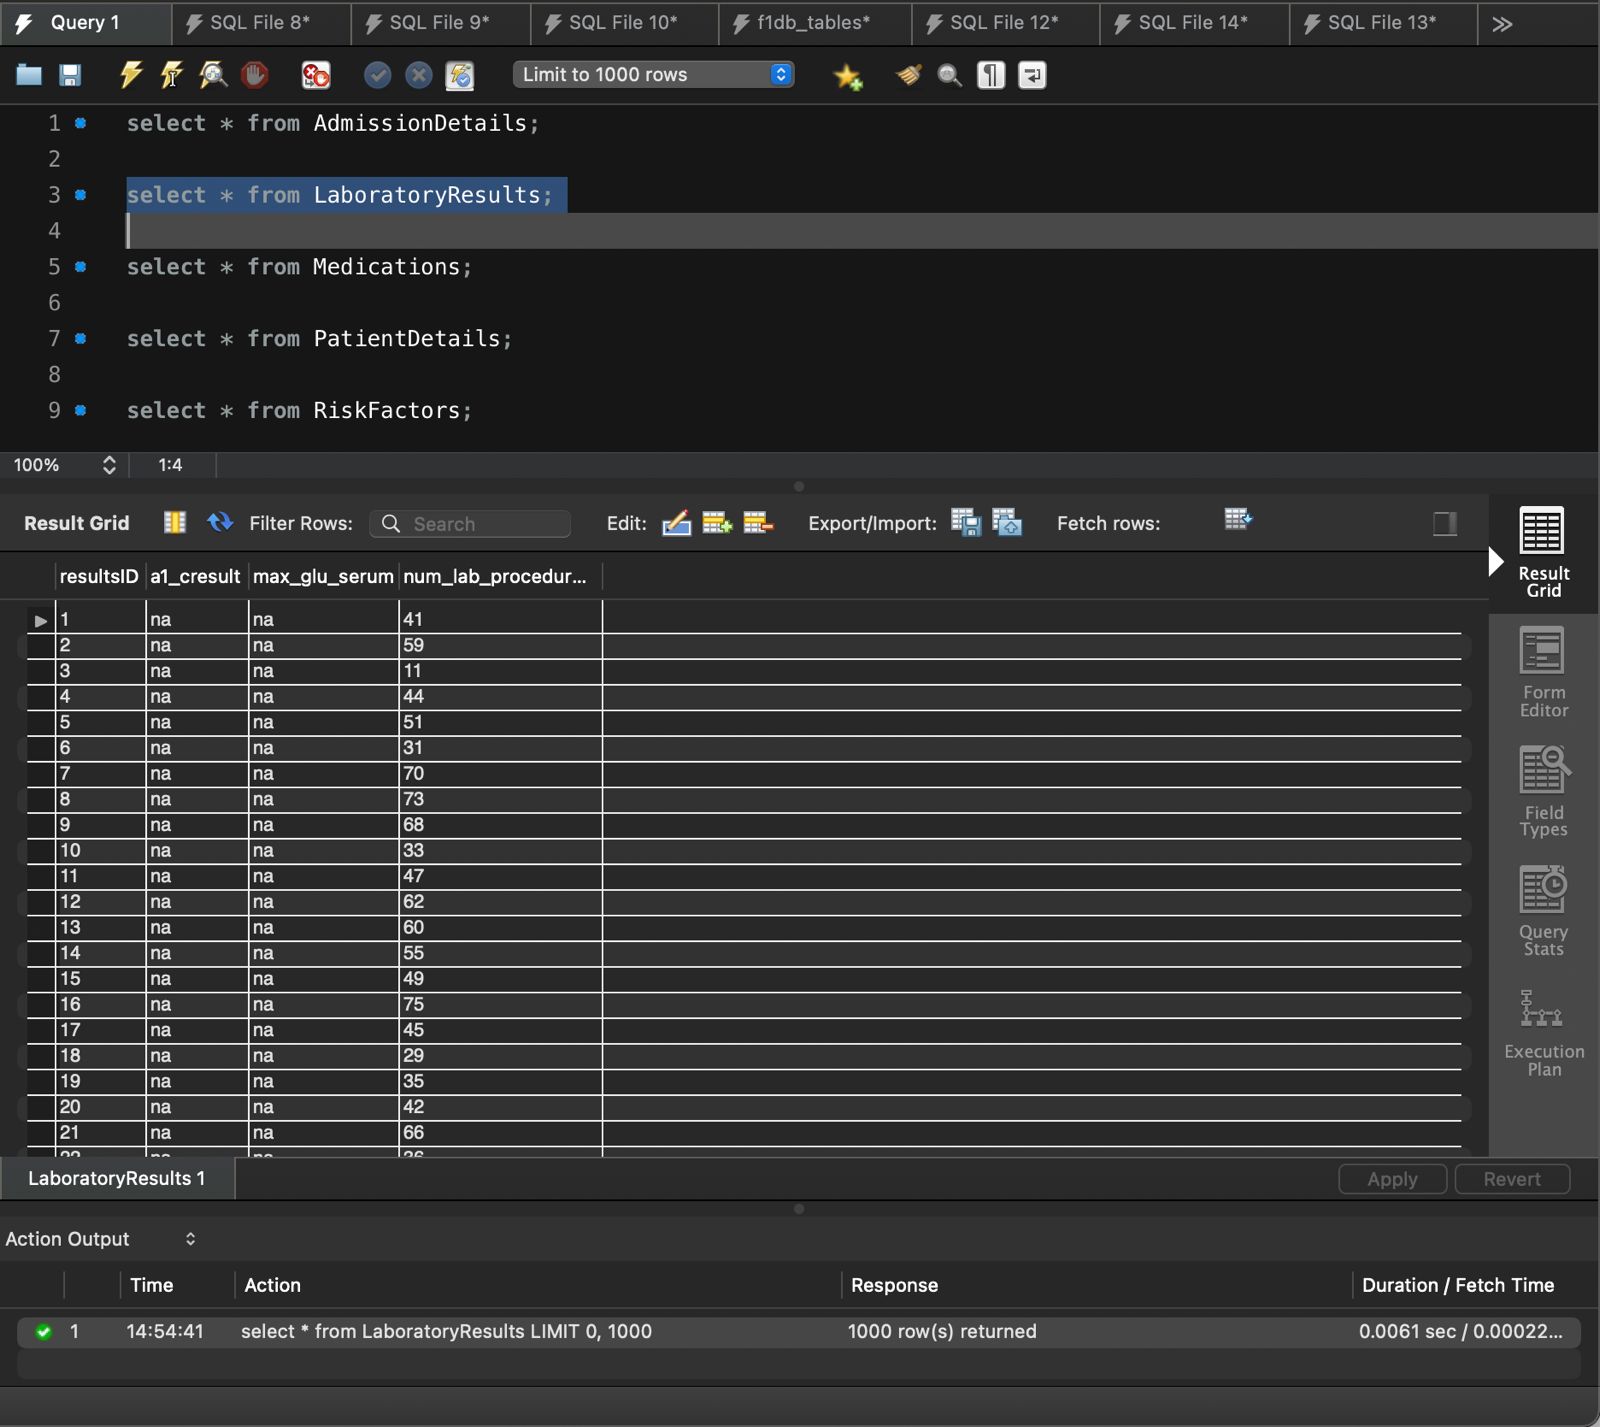 Query 1 SQL File 8* SQL File 9* SQL File 10* f1db_tables* SQL File 12* SQL File 14* SQL File 13*
Limit to 1000 rows
1 select * from AdmissionDetails;
2
3 select * from LaboratoryResults;
4
5 select * from Medications;
6
7 select * from PatientDetails;
8
9 select * from RiskFactors;
100% 1:4
Result Grid Filter Rows: Search Edit: Export/Import: Fetch rows:
resultsID a1_cresult max_glu_serum num_lab_procedur...
1 na na 41
2 na na 59
3 na na 11
4 na na 44
5 na na 51
6 na na 31
7 na na 70
8 na na 73
9 na na 68
10 na na 33
11 na na 47
12 na na 62
13 na na 60
14 na na 55
15 na na 49
16 na na 75
17 na na 45
18 na na 29
19 na na 35
20 na na 42
21 na na 66
Result
Grid
Form
Editor
Field
Types
Query
Stats
Execution
Plan
LaboratoryResults 1 Apply Revert
Action Output
Time Action Response Duration / Fetch Time
1 14:54:41 select * from LaboratoryResults LIMIT 0, 1000 1000 row(s) returned 0.0061 sec / 0.00022...